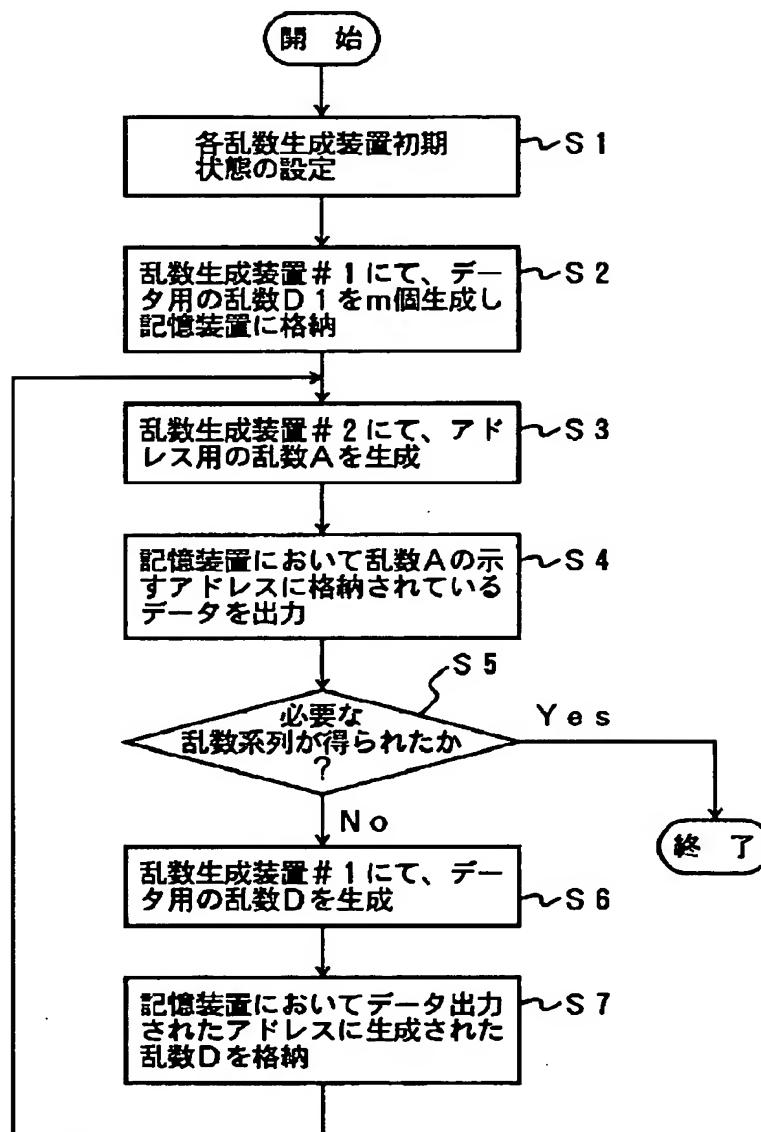 開 始
各乱数生成装置初期
状態の設定
S1
乱数生成装置#1にて、デー
タ用の乱数D1をm個生成し
記憶装置に格納
S2
乱数生成装置#2にて、アド
レス用の乱数Aを生成
S3
記憶装置において乱数Aの示
すアドレスに格納されている
データを出力
S4
S5
必要な
乱数系列が得られたか
?
Yes
No
終 了
乱数生成装置#1にて、デー
タ用の乱数Dを生成
S6
記憶装置においてデータ出力
されたアドレスに生成された
乱数Dを格納
S7